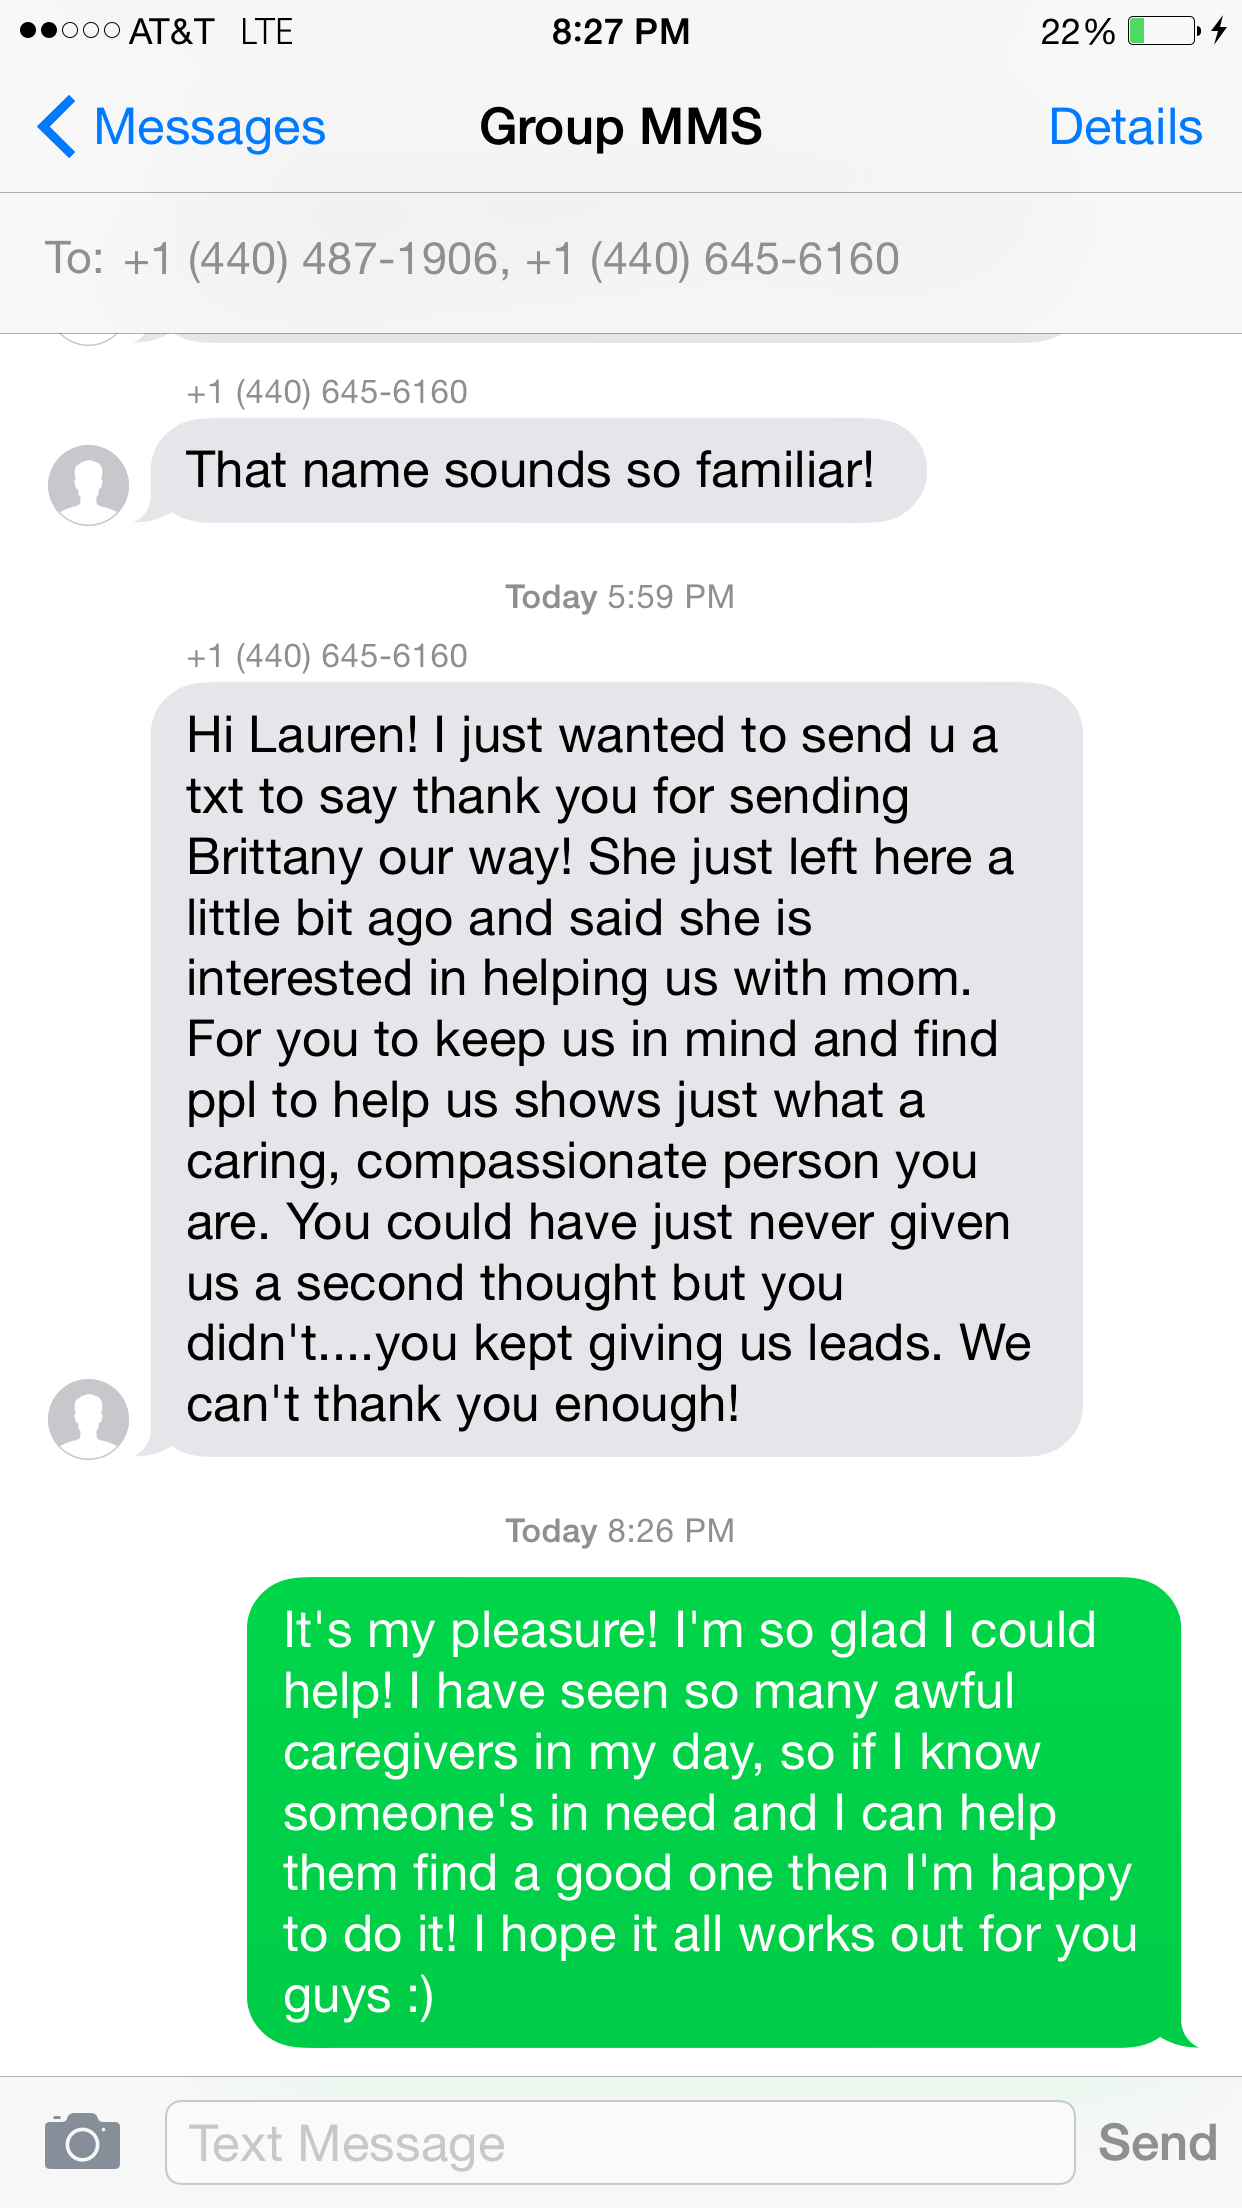 AT&T LTE 8:27 PM 22%
Messages Group MMS Details
To: +1 (440) 487-1906, +1 (440) 645-6160
+1 (440) 645-6160
That name sounds so familiar!
Today 5:59 PM
+1 (440) 645-6160
Hi Lauren! I just wanted to send u a
txt to say thank you for sending
Brittany our way! She just left here a
little bit ago and said she is
interested in helping us with mom.
For you to keep us in mind and find
ppl to help us shows just what a
caring, compassionate person you
are. You could have just never given
us a second thought but you
didn't....you kept giving us leads. We
can't thank you enough!
Today 8:26 PM
It's my pleasure! I'm so glad I could
help! I have seen so many awful
caregivers in my day, so if I know
someone's in need and I can help
them find a good one then I'm happy
to do it! I hope it all works out for you
guys :)
Text Message Send